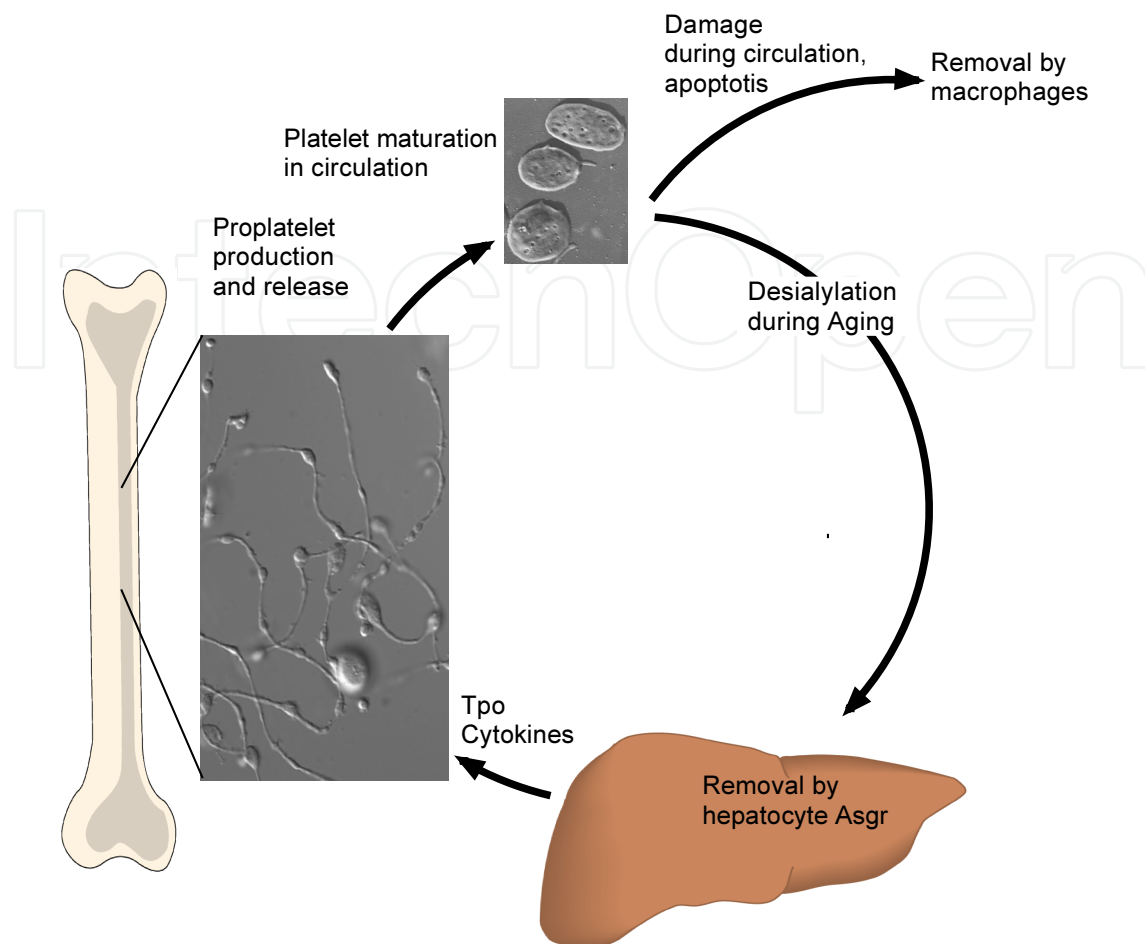 Damage
during circulation,
apoptotis
Removal by
macrophages
Platelet maturation
in circulation
Proplatelet
production
and release
Desialylation
during Aging
Tpo
Cytokines
Removal by
hepatocyte Asgr
IntechOpen